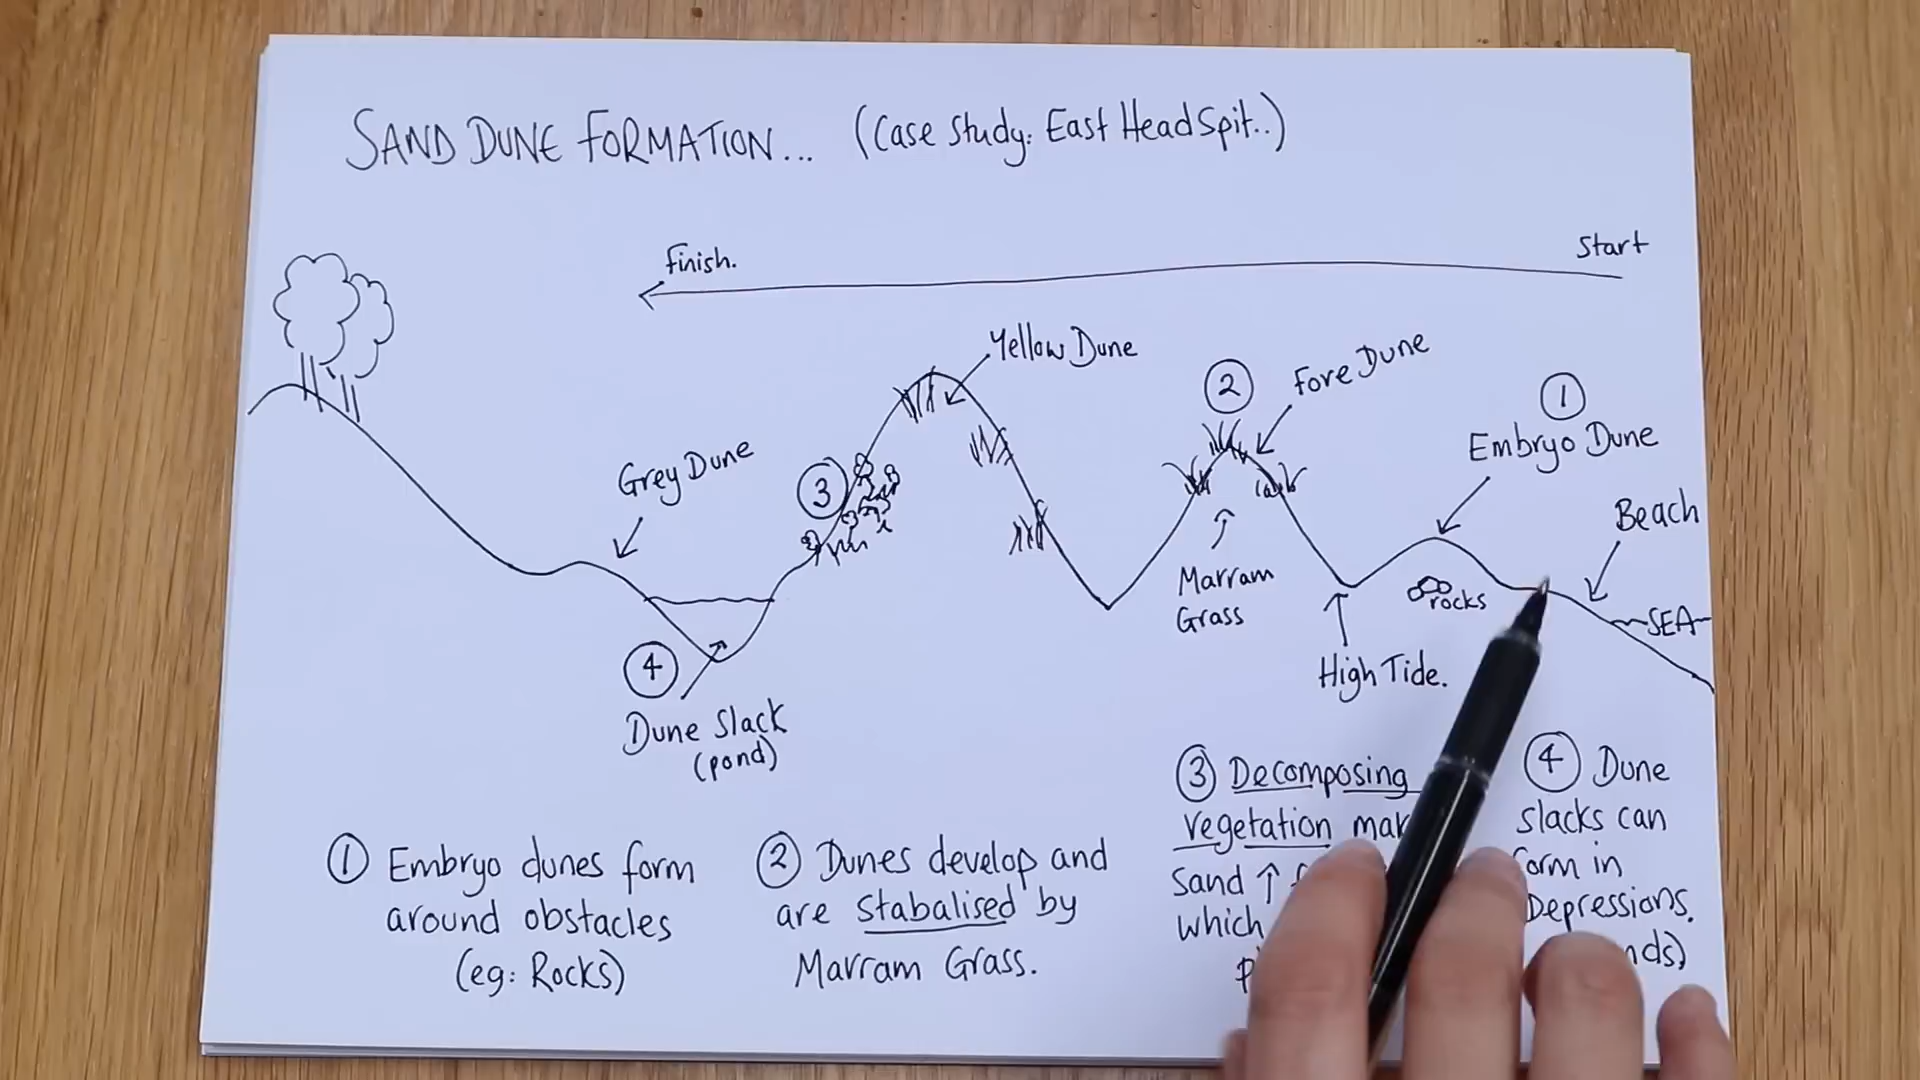 SAND DUNE FORMATION... (Case Study: East Head Spit..)
Finish.
Start
Yellow Dune
2
Fore Dune
1
Embryo Dune
Grey Dune
3
Beach
Marram
Grass
rocks
SEA
High Tide.
4
Dune Slack
(pond)
1 Embryo dunes form
around obstacles
(eg: Rocks)
2 Dunes develop and
are Stabalised by
Marram Grass.
3 Decomposing
vegetation
Sand ↑
which
4 Dune
slacks can
in
Depressions.